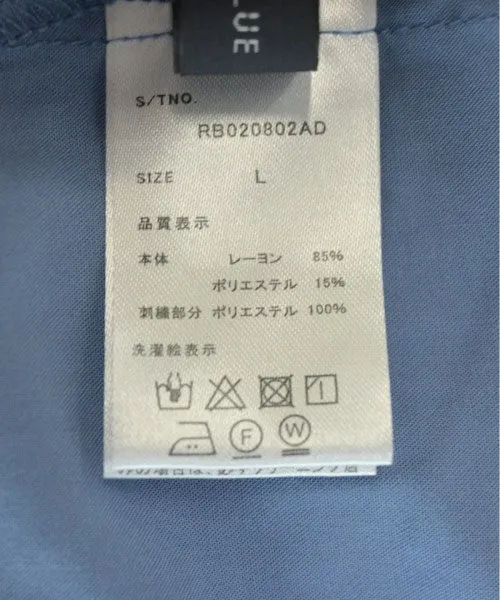 LUE
S/TNO.
RB020802AD
SIZE L
品質表示
本体 レーヨン 85%
ポリエステル 15%
刺繍部分 ポリエステル 100%
洗濯絵表示
F W